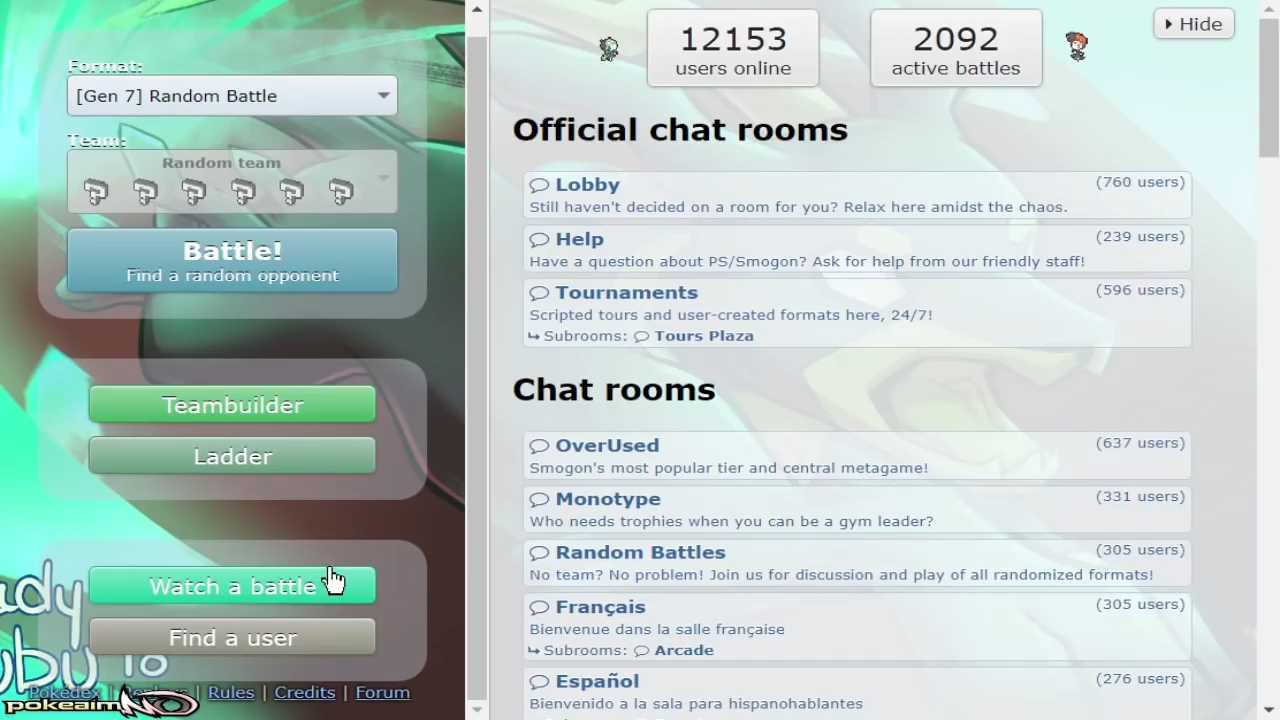 Format:
[Gen 7] Random Battle
Team:
Random team
Battle!
Find a random opponent
Teambuilder
Ladder
Watch a battle
Find a user
Pokédex | | Rules | Credits | Forum
pokeaimMD
12153
users online
2092
active battles
Hide
Official chat rooms
Lobby (760 users)
Still haven't decided on a room for you? Relax here amidst the chaos.
Help (239 users)
Have a question about PS/Smogon? Ask for help from our friendly staff!
Tournaments (596 users)
Scripted tours and user-created formats here, 24/7!
Subrooms: Tours Plaza
Chat rooms
OverUsed (637 users)
Smogon's most popular tier and central metagame!
Monotype (331 users)
Who needs trophies when you can be a gym leader?
Random Battles (305 users)
No team? No problem! Join us for discussion and play of all randomized formats!
Français (305 users)
Bienvenue dans la salle française
Subrooms: Arcade
Español (276 users)
Bienvenido a la sala para hispanohablantes